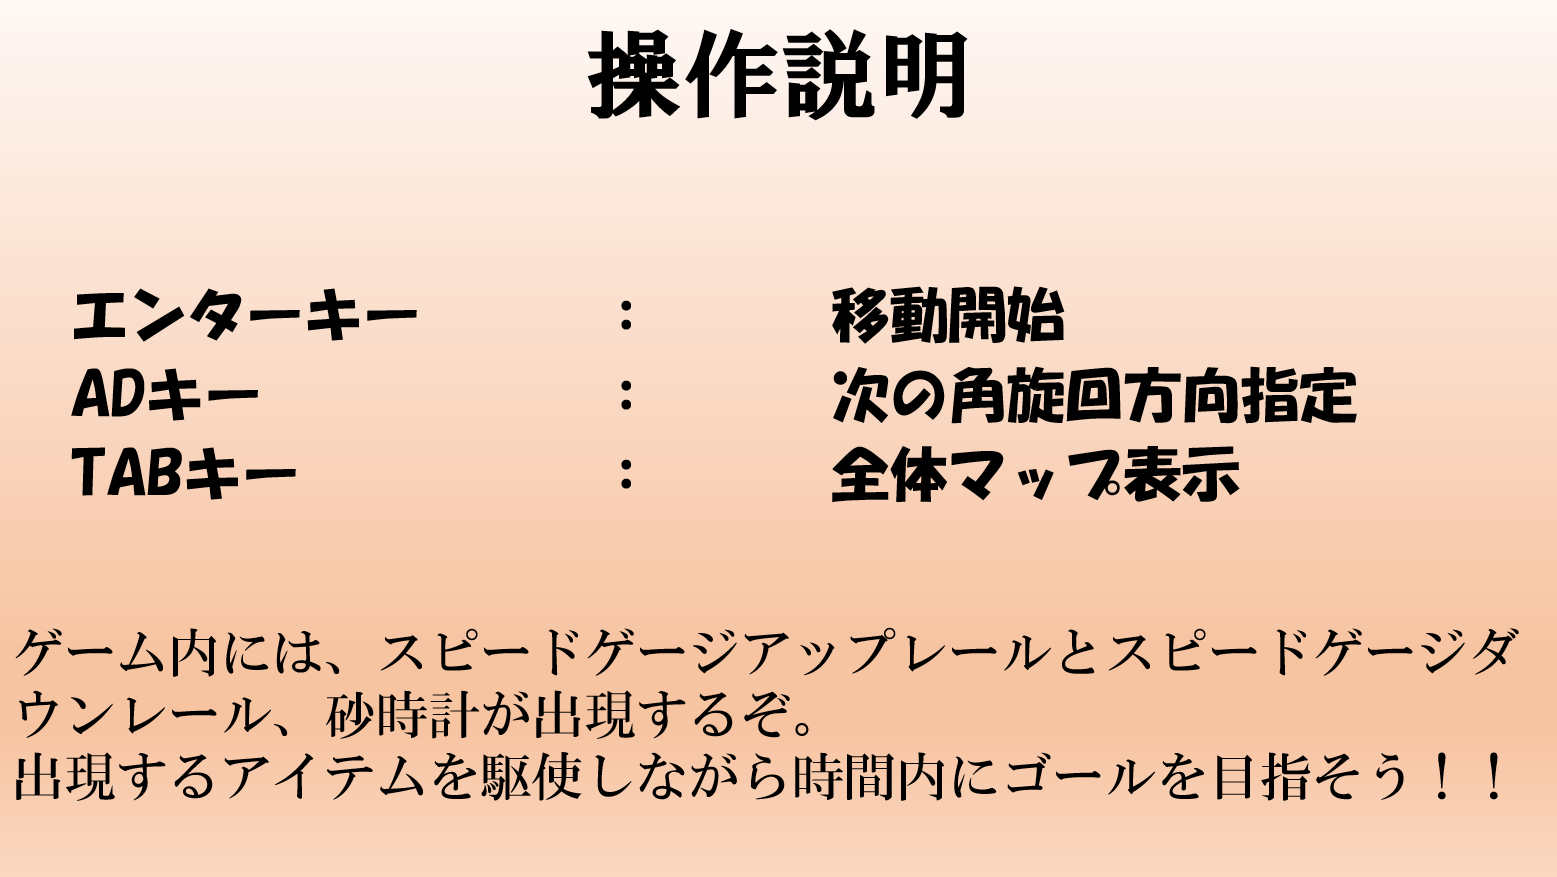 操作説明
エンターキー : 移動開始
ADキー : 次の角旋回方向指定
TABキー : 全体マップ表示
ゲーム内には、スピードゲージアップレールとスピードゲージダ
ウンレール、砂時計が出現するぞ。
出現するアイテムを駆使しながら時間内にゴールを目指そう！！